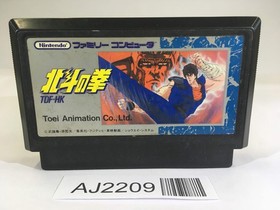 Nintendo ファミリー コンピュータ
北斗の拳
TDF-HK
Toei Animation Co., Ltd.
AJ2209